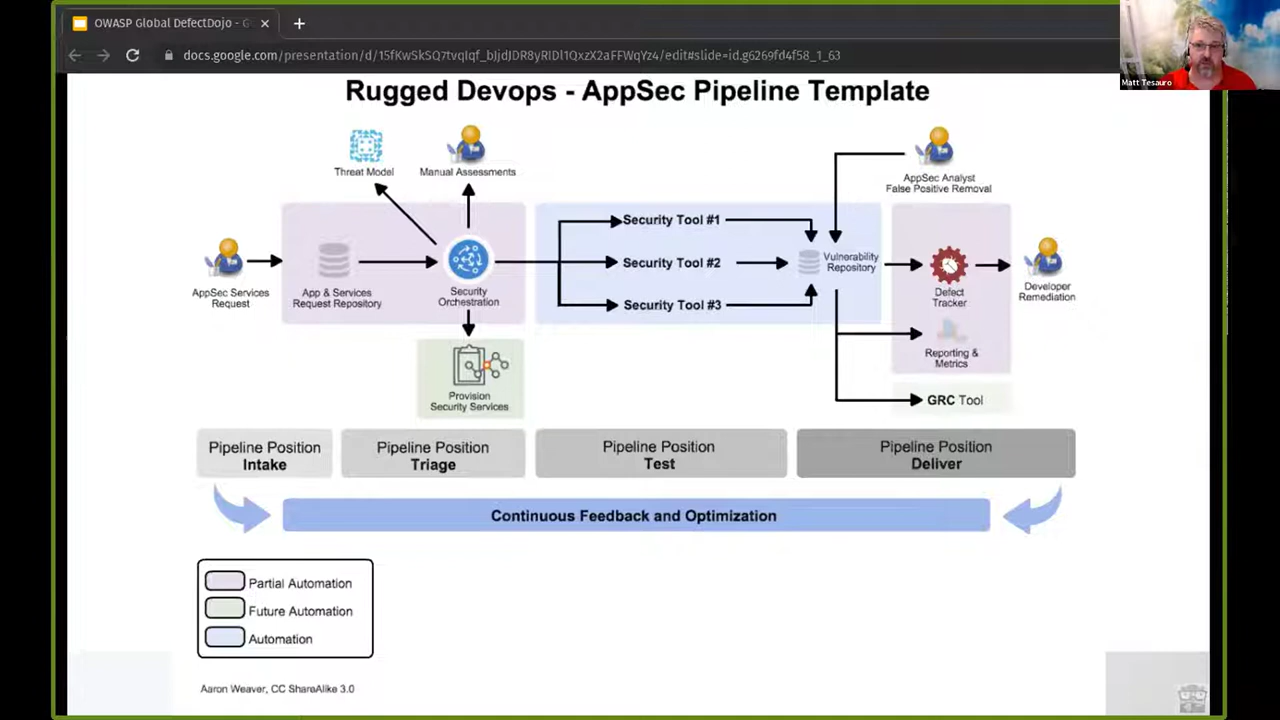 OWASP Global DefectDojo - G
docs.google.com/presentation/d/15fKwSkSQ7tvqIqf_bJjdJDR8yRlDl1QxzX2aFFWqYz4/edit#slide=id.g6269fd4f58_1_63
Matt Tesauro
Rugged Devops - AppSec Pipeline Template
Threat Model
Manual Assessments
AppSec Analyst
False Positive Removal
Security Tool #1
Security Tool #2
Security Tool #3
Vulnerability
Repository
AppSec Services
Request
App & Services
Request Repository
Security
Orchestration
Defect
Tracker
Developer
Remediation
Reporting &
Metrics
Provision
Security Services
GRC Tool
Pipeline Position
Intake
Pipeline Position
Triage
Pipeline Position
Test
Pipeline Position
Deliver
Continuous Feedback and Optimization
Partial Automation
Future Automation
Automation
Aaron Weaver, CC ShareAlike 3.0